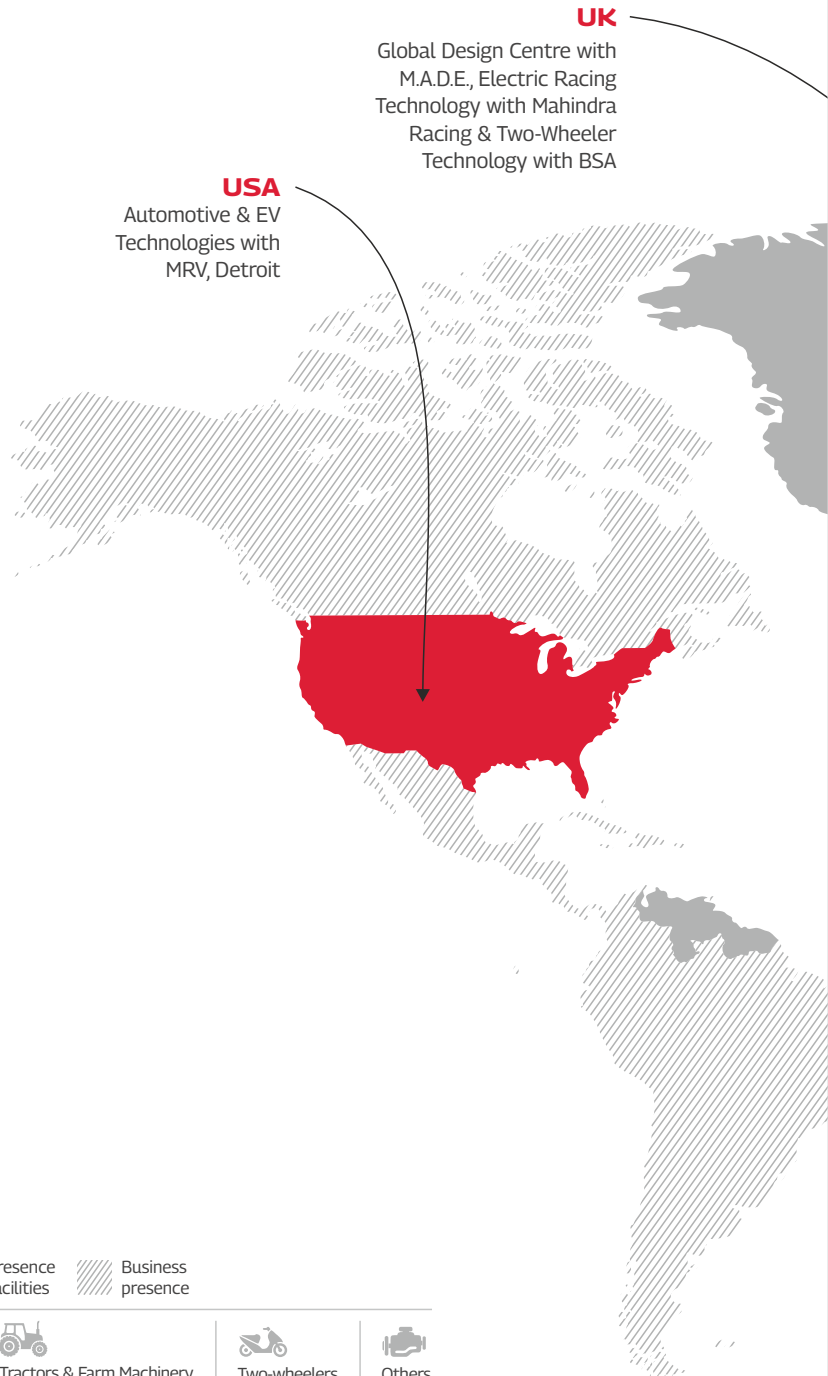 UK
Global Design Centre with
M.A.D.E., Electric Racing
Technology with Mahindra
Racing & Two-Wheeler
Technology with BSA
USA
Automotive & EV
Technologies with
MRV, Detroit
Business
presence
Tractors & Farm Machinery
Two-wheelers
Others